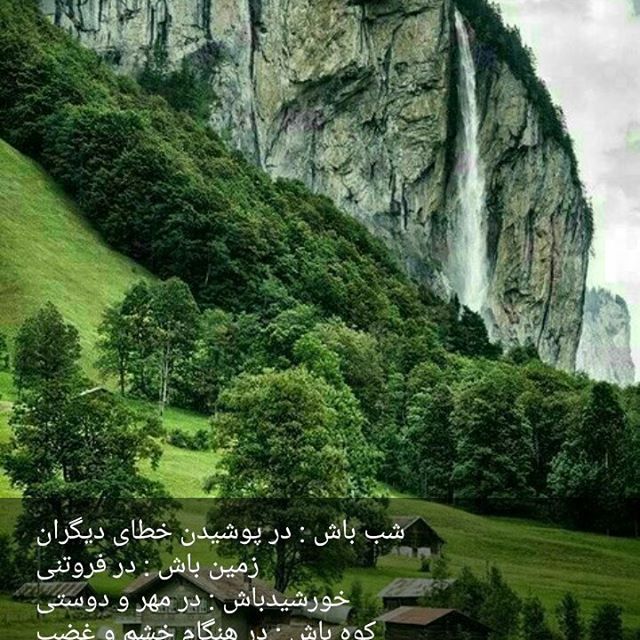 شب باش : در پوشیدن خطای دیگران
زمین باش : در فروتنی
خورشیدباش : در مهر و دوستی
کوه باش : در هنگام خشم و غضب